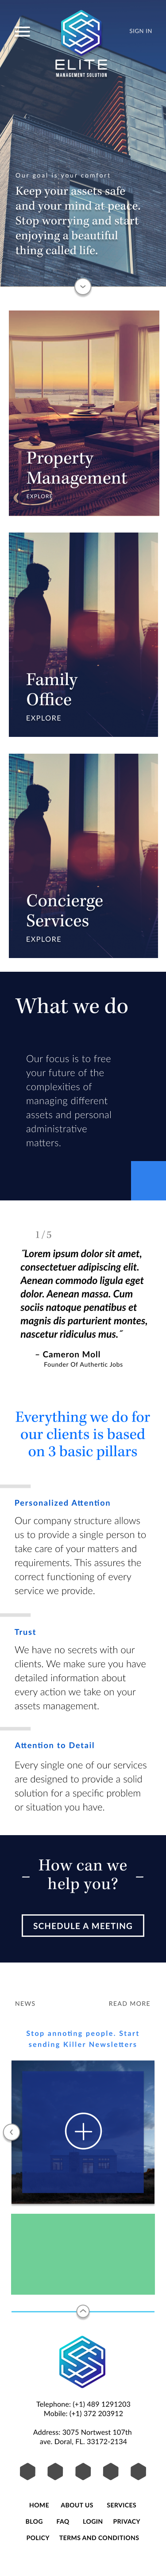 SIGN IN
ELITE
MANAGEMENT SOLUTION
Our goal is your comfort
Keep your assets safe
and your mind at peace.
Stop worrying and start
enjoying a beautiful
thing called life.
Property
Management
EXPLORE
Family
Office
EXPLORE
Concierge
Services
EXPLORE
What we do
Our focus is to free
your future of the
complexities of
managing different
assets and personal
administrative
matters.
1/5
"Lorem ipsum dolor sit amet,
consectetuer adipiscing elit.
Aenean commodo ligula eget
dolor. Aenean massa. Cum
sociis natoque penatibus et
magnis dis parturient montes,
nascetur ridiculus mus."
– Cameron Moll
Founder Of Authertic Jobs
Everything we do for
our clients is based
on 3 basic pillars
Personalized Attention
Our company structure allows
us to provide a single person to
take care of your matters and
requirements. This assures the
correct functioning of every
service we provide.
Trust
We have no secrets with our
clients. We make sure you have
detailed information about
every action we take on your
assets management.
Attention to Detail
Every single one of our services
are designed to provide a solid
solution for a specific problem
or situation you have.
– How can we –
help you?
SCHEDULE A MEETING
NEWS
READ MORE
Stop annoting people. Start
sending Killer Newsletters
Telephone: (+1) 489 1291203
Mobile: (+1) 372 203912
Address: 3075 Nortwest 107th
ave. Doral, FL. 33172-2134
HOME ABOUT US SERVICES
BLOG FAQ LOGIN PRIVACY
POLICY TERMS AND CONDITIONS